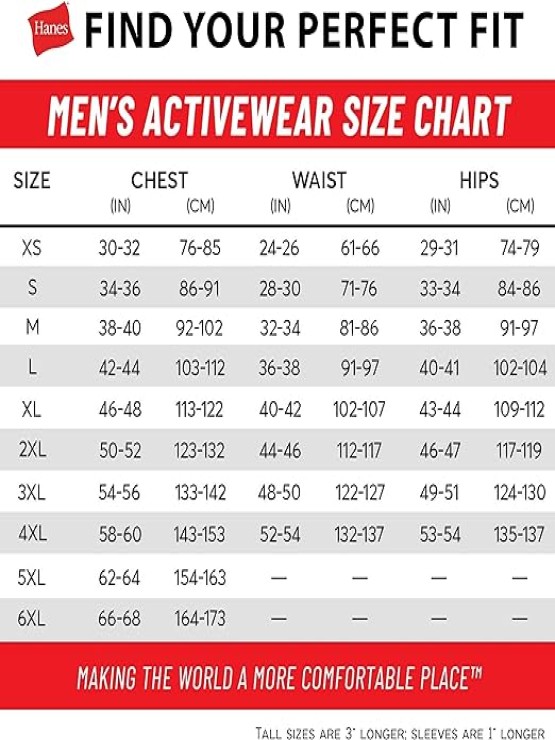 Hanes FIND YOUR PERFECT FIT
MEN'S ACTIVEWEAR SIZE CHART
SIZE CHEST WAIST HIPS
(IN) (CM) (IN) (CM) (IN) (CM)
XS 30-32 76-85 24-26 61-66 29-31 74-79
S 34-36 86-91 28-30 71-76 33-34 84-86
M 38-40 92-102 32-34 81-86 36-38 91-97
L 42-44 103-112 36-38 91-97 40-41 102-104
XL 46-48 113-122 40-42 102-107 43-44 109-112
2XL 50-52 123-132 44-46 112-117 46-47 117-119
3XL 54-56 133-142 48-50 122-127 49-51 124-130
4XL 58-60 143-153 52-54 132-137 53-54 135-137
5XL 62-64 154-163 — — — —
6XL 66-68 164-173 — — — —
MAKING THE WORLD A MORE COMFORTABLE PLACE™
TALL SIZES ARE 3" LONGER; SLEEVES ARE 1" LONGER